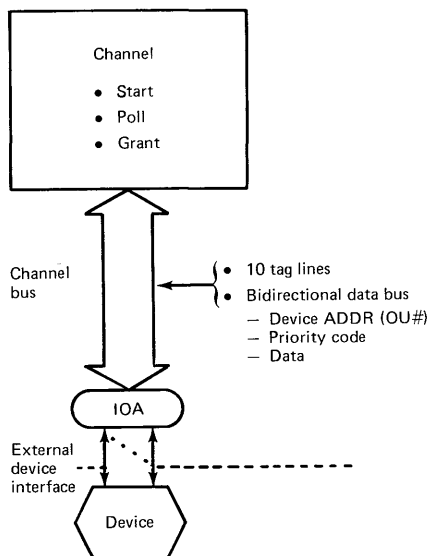 Channel
• Start
• Poll
• Grant
Channel
bus
• 10 tag lines
• Bidirectional data bus
– Device ADDR (OU#)
– Priority code
– Data
IOA
External
device
interface
Device